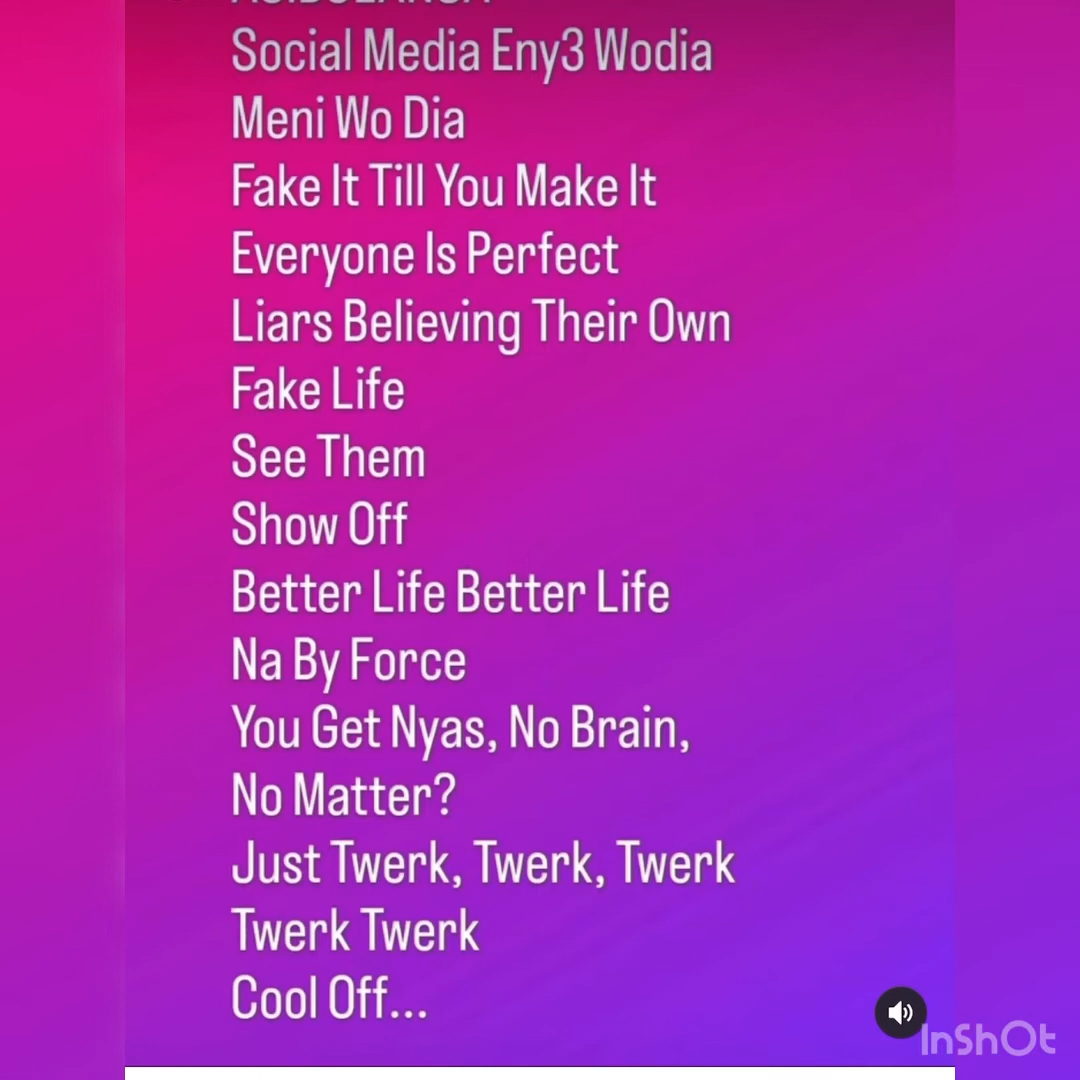 Social Media Eny3 Wodia
Meni Wo Dia
Fake It Till You Make It
Everyone Is Perfect
Liars Believing Their Own
Fake Life
See Them
Show Off
Better Life Better Life
Na By Force
You Get Nyas, No Brain,
No Matter?
Just Twerk, Twerk, Twerk
Twerk Twerk
Cool Off...
InShOt